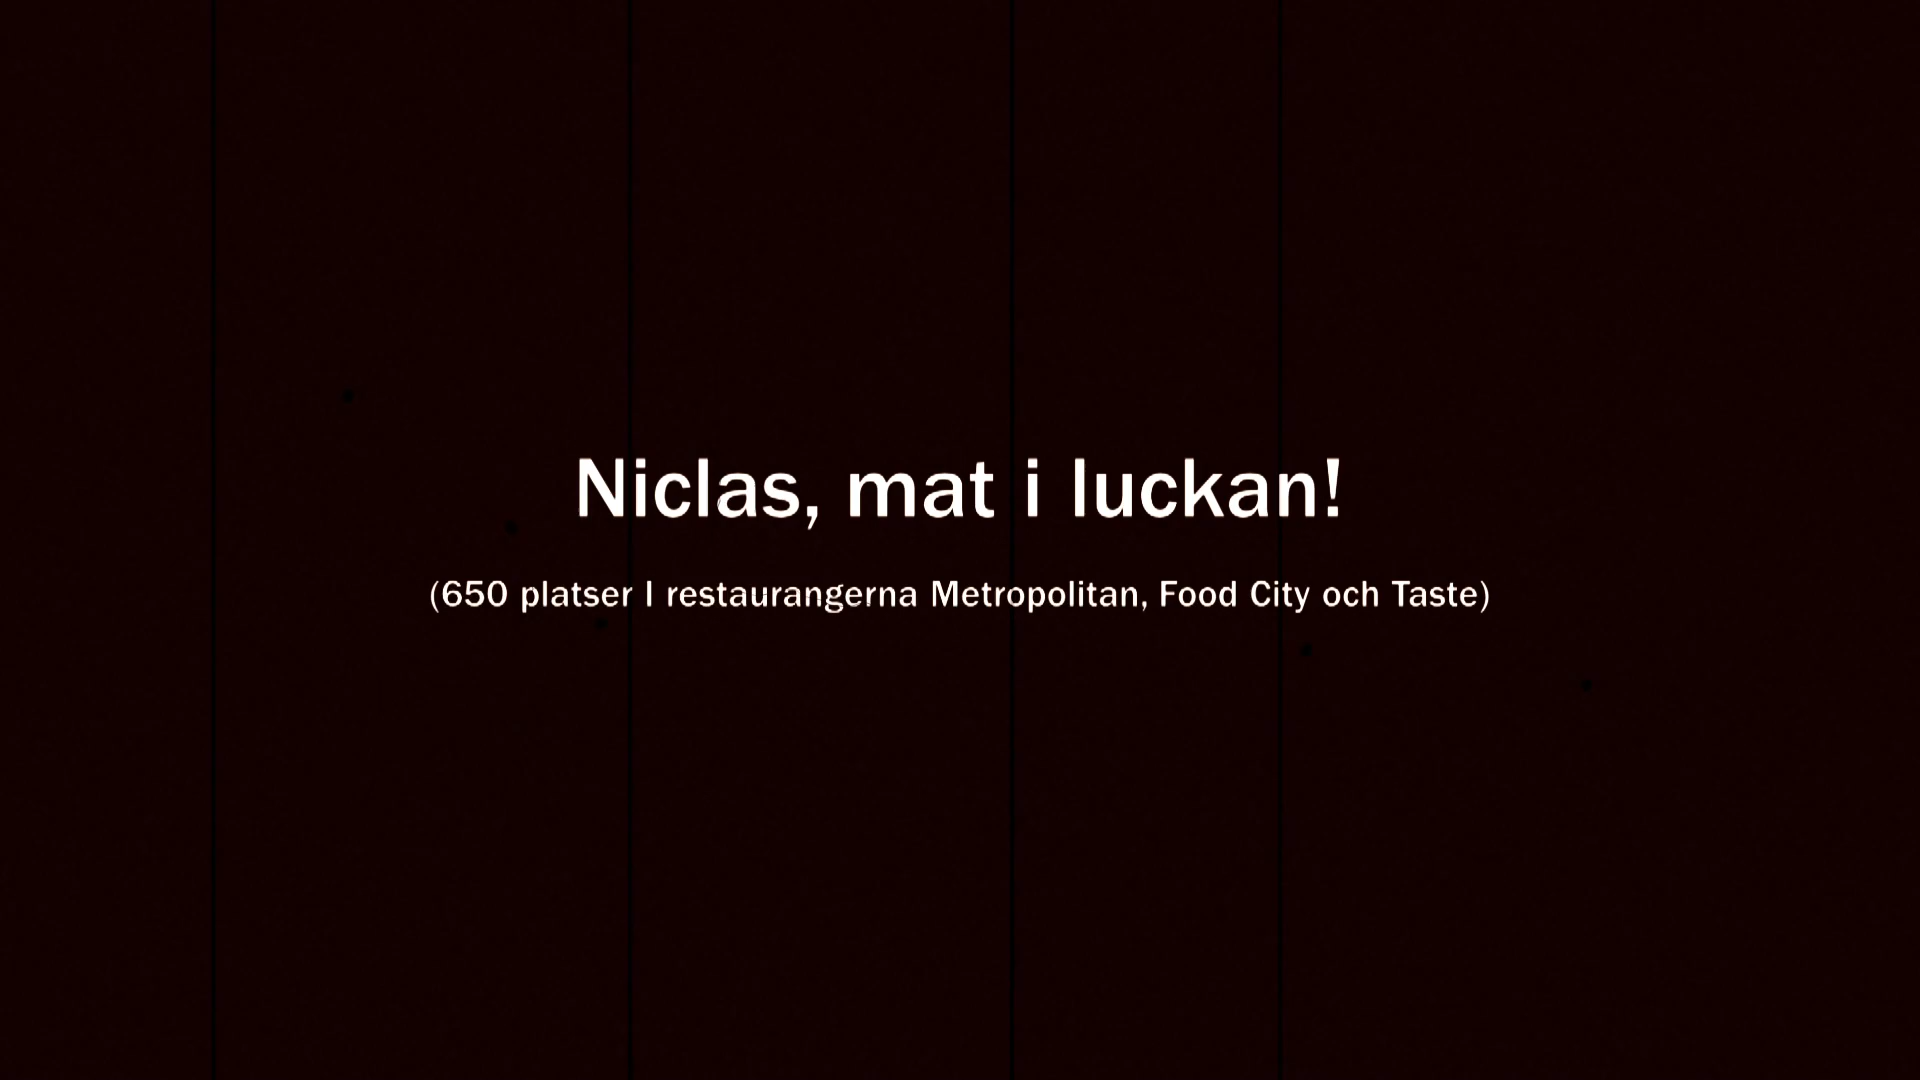 Niclas, mat i luckan!
(650 platser I restaurangerna Metropolitan, Food City och Taste)